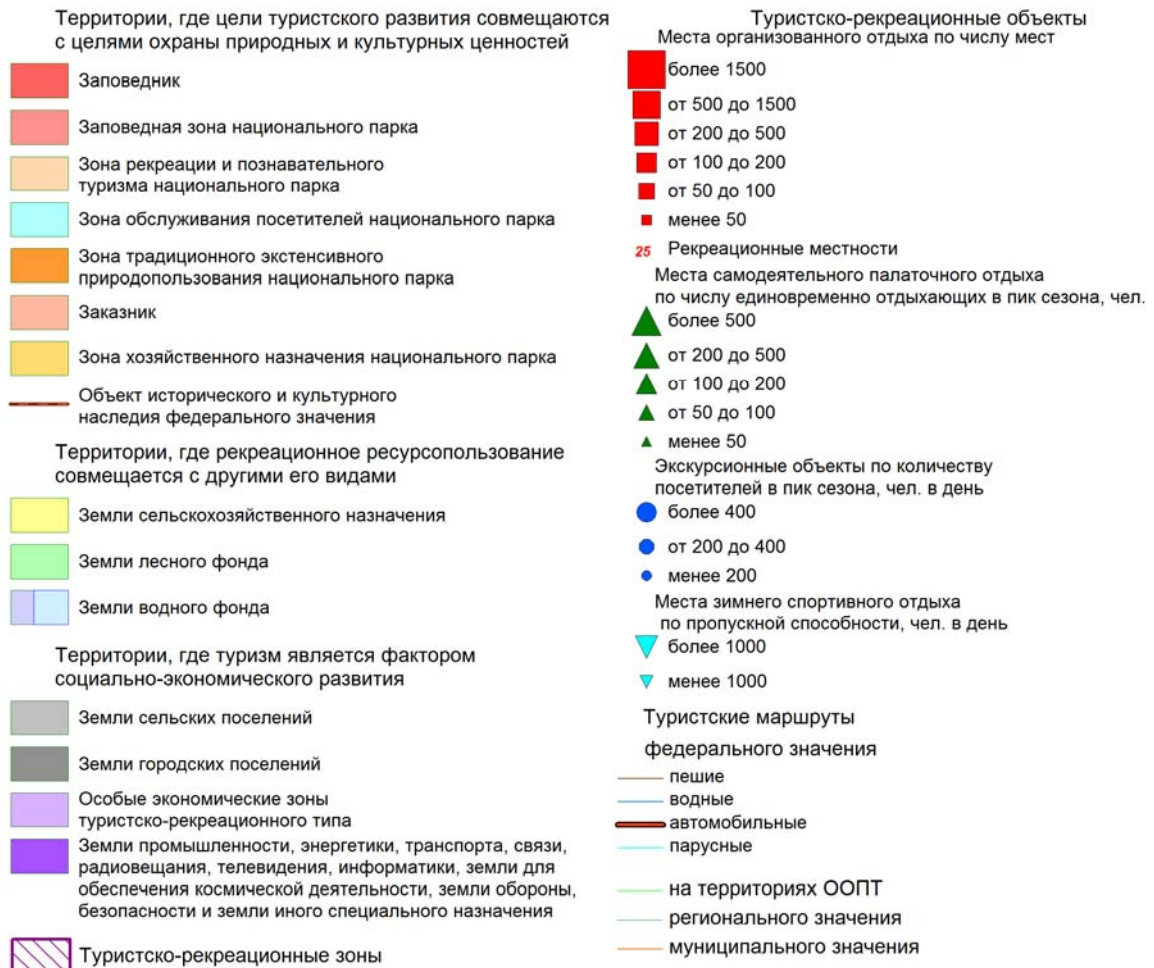 Территории, где цели туристского развития совмещаются
с целями охраны природных и культурных ценностей
Заповедник
Заповедная зона национального парка
Зона рекреации и познавательного
туризма национального парка
Зона обслуживания посетителей национального парка
Зона традиционного экстенсивного
природопользования национального парка
Заказник
Зона хозяйственного назначения национального парка
Объект исторического и культурного
наследия федерального значения
Территории, где рекреационное ресурсопользование
совмещается с другими его видами
Земли сельскохозяйственного назначения
Земли лесного фонда
Земли водного фонда
Территории, где туризм является фактором
социально-экономического развития
Земли сельских поселений
Земли городских поселений
Особые экономические зоны
туристско-рекреационного типа
Земли промышленности, энергетики, транспорта, связи,
радиовещания, телевидения, информатики, земли для
обеспечения космической деятельности, земли обороны,
безопасности и земли иного специального назначения
Туристско-рекреационные зоны
Туристско-рекреационные объекты
Места организованного отдыха по числу мест
более 1500
от 500 до 1500
от 200 до 500
от 100 до 200
от 50 до 100
менее 50
25 Рекреационные местности
Места самодеятельного палаточного отдыха
по числу единовременно отдыхающих в пик сезона, чел.
более 500
от 200 до 500
от 100 до 200
от 50 до 100
менее 50
Экскурсионные объекты по количеству
посетителей в пик сезона, чел. в день
более 400
от 200 до 400
менее 200
Места зимнего спортивного отдыха
по пропускной способности, чел. в день
более 1000
менее 1000
Туристские маршруты
федерального значения
пешие
водные
автомобильные
парусные
на территориях ООПТ
регионального значения
муниципального значения